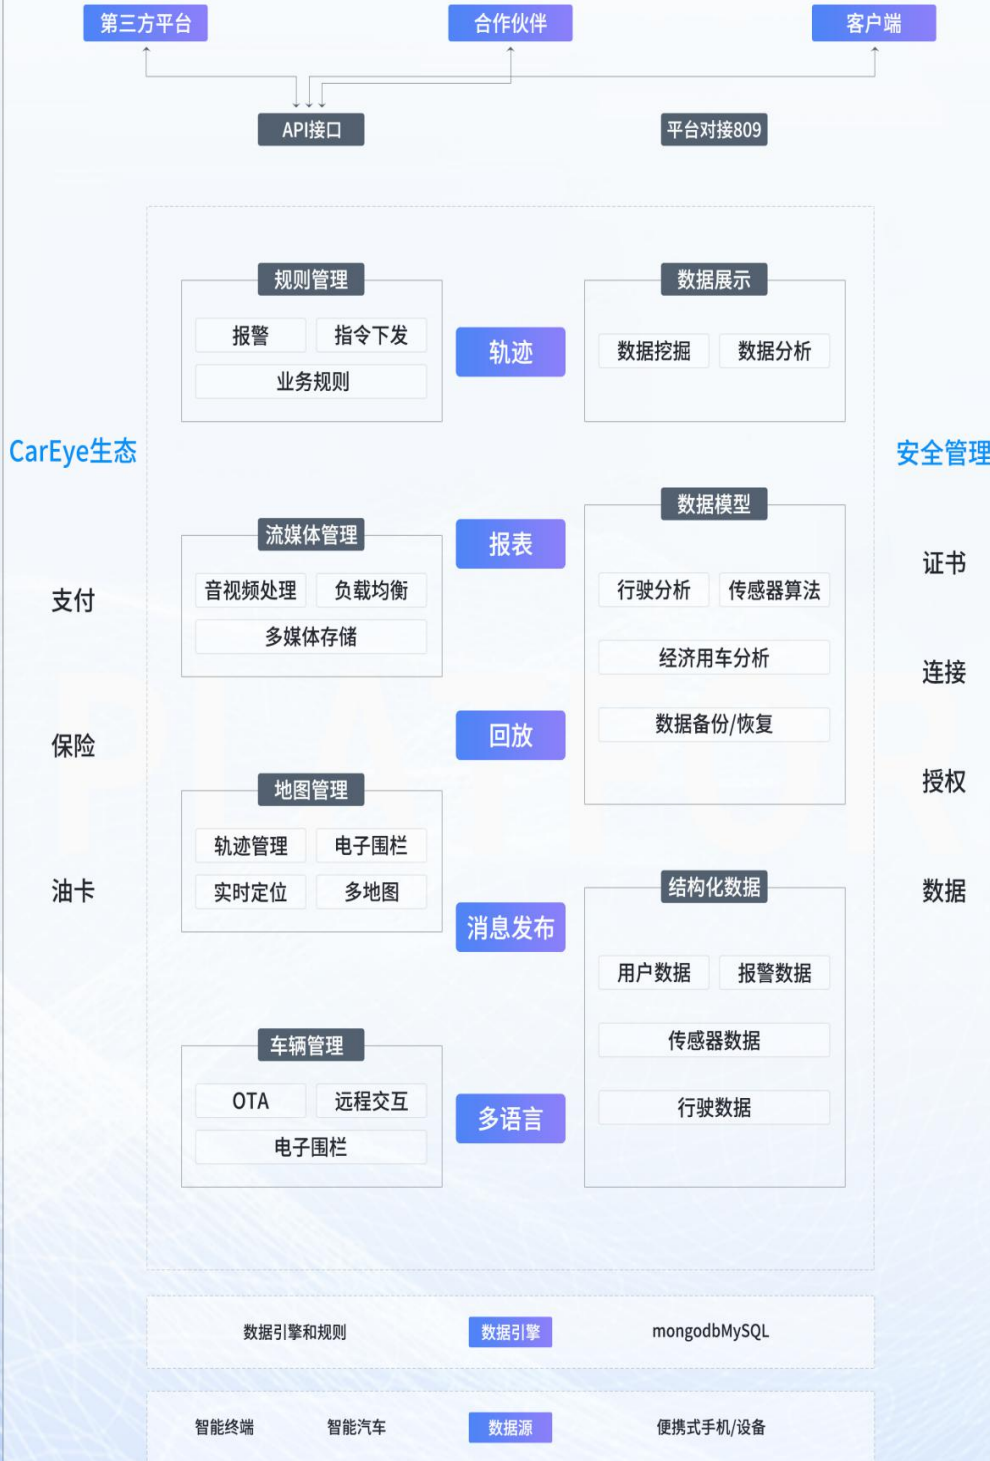 第三方平台
合作伙伴
客户端
API接口
平台对接809
规则管理
报警
指令下发
业务规则
轨迹
数据展示
数据挖掘
数据分析
CarEye生态
安全管理
流媒体管理
音视频处理
负载均衡
多媒体存储
报表
数据模型
行驶分析
传感器算法
经济用车分析
数据备份/恢复
支付
保险
油卡
证书
连接
授权
数据
回放
地图管理
轨迹管理
电子围栏
实时定位
多地图
消息发布
结构化数据
用户数据
报警数据
传感器数据
行驶数据
车辆管理
OTA
远程交互
电子围栏
多语言
数据引擎和规则
数据引擎
mongodbMySQL
智能终端
智能汽车
数据源
便携式手机/设备